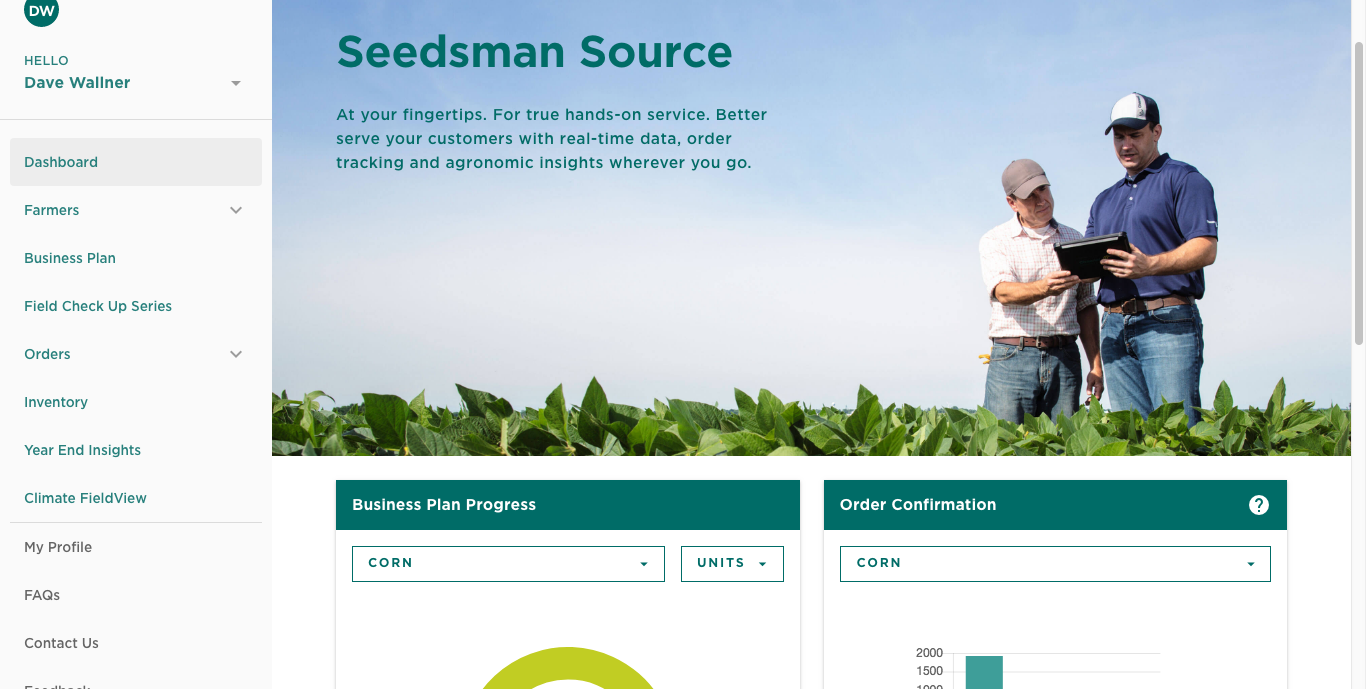 DW
HELLO
Dave Wallner
Dashboard
Farmers
Business Plan
Field Check Up Series
Orders
Inventory
Year End Insights
Climate FieldView
My Profile
FAQs
Contact Us
Feedback
Seedsman Source
At your fingertips. For true hands-on service. Better
serve your customers with real-time data, order
tracking and agronomic insights wherever you go.
Business Plan Progress
CORN
UNITS
Order Confirmation
?
CORN
2000
1500
1000